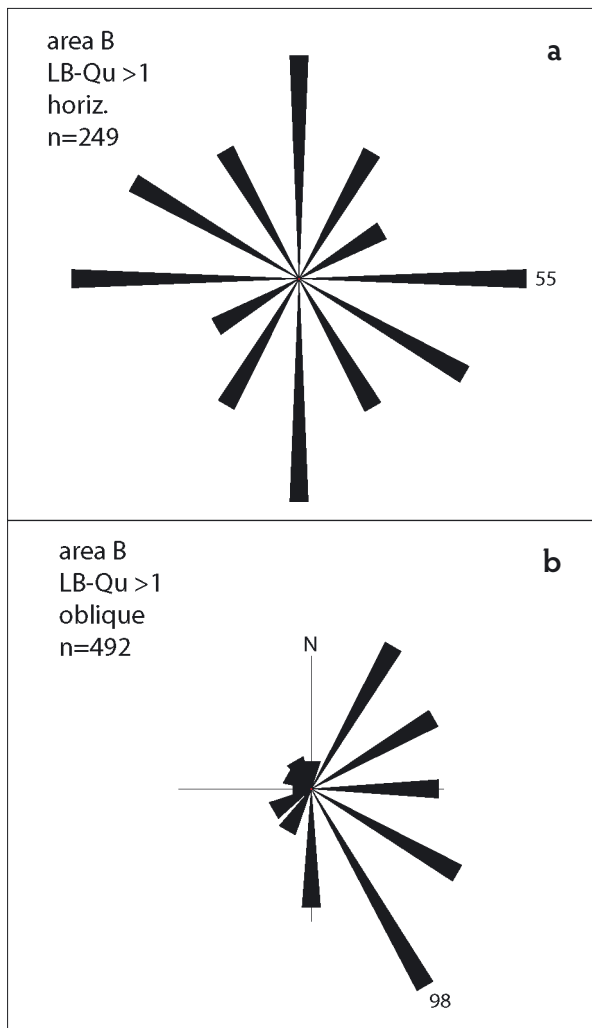 area B
LB-Qu >1
horiz.
n=249
a
55
area B
LB-Qu >1
oblique
n=492
b
N
98